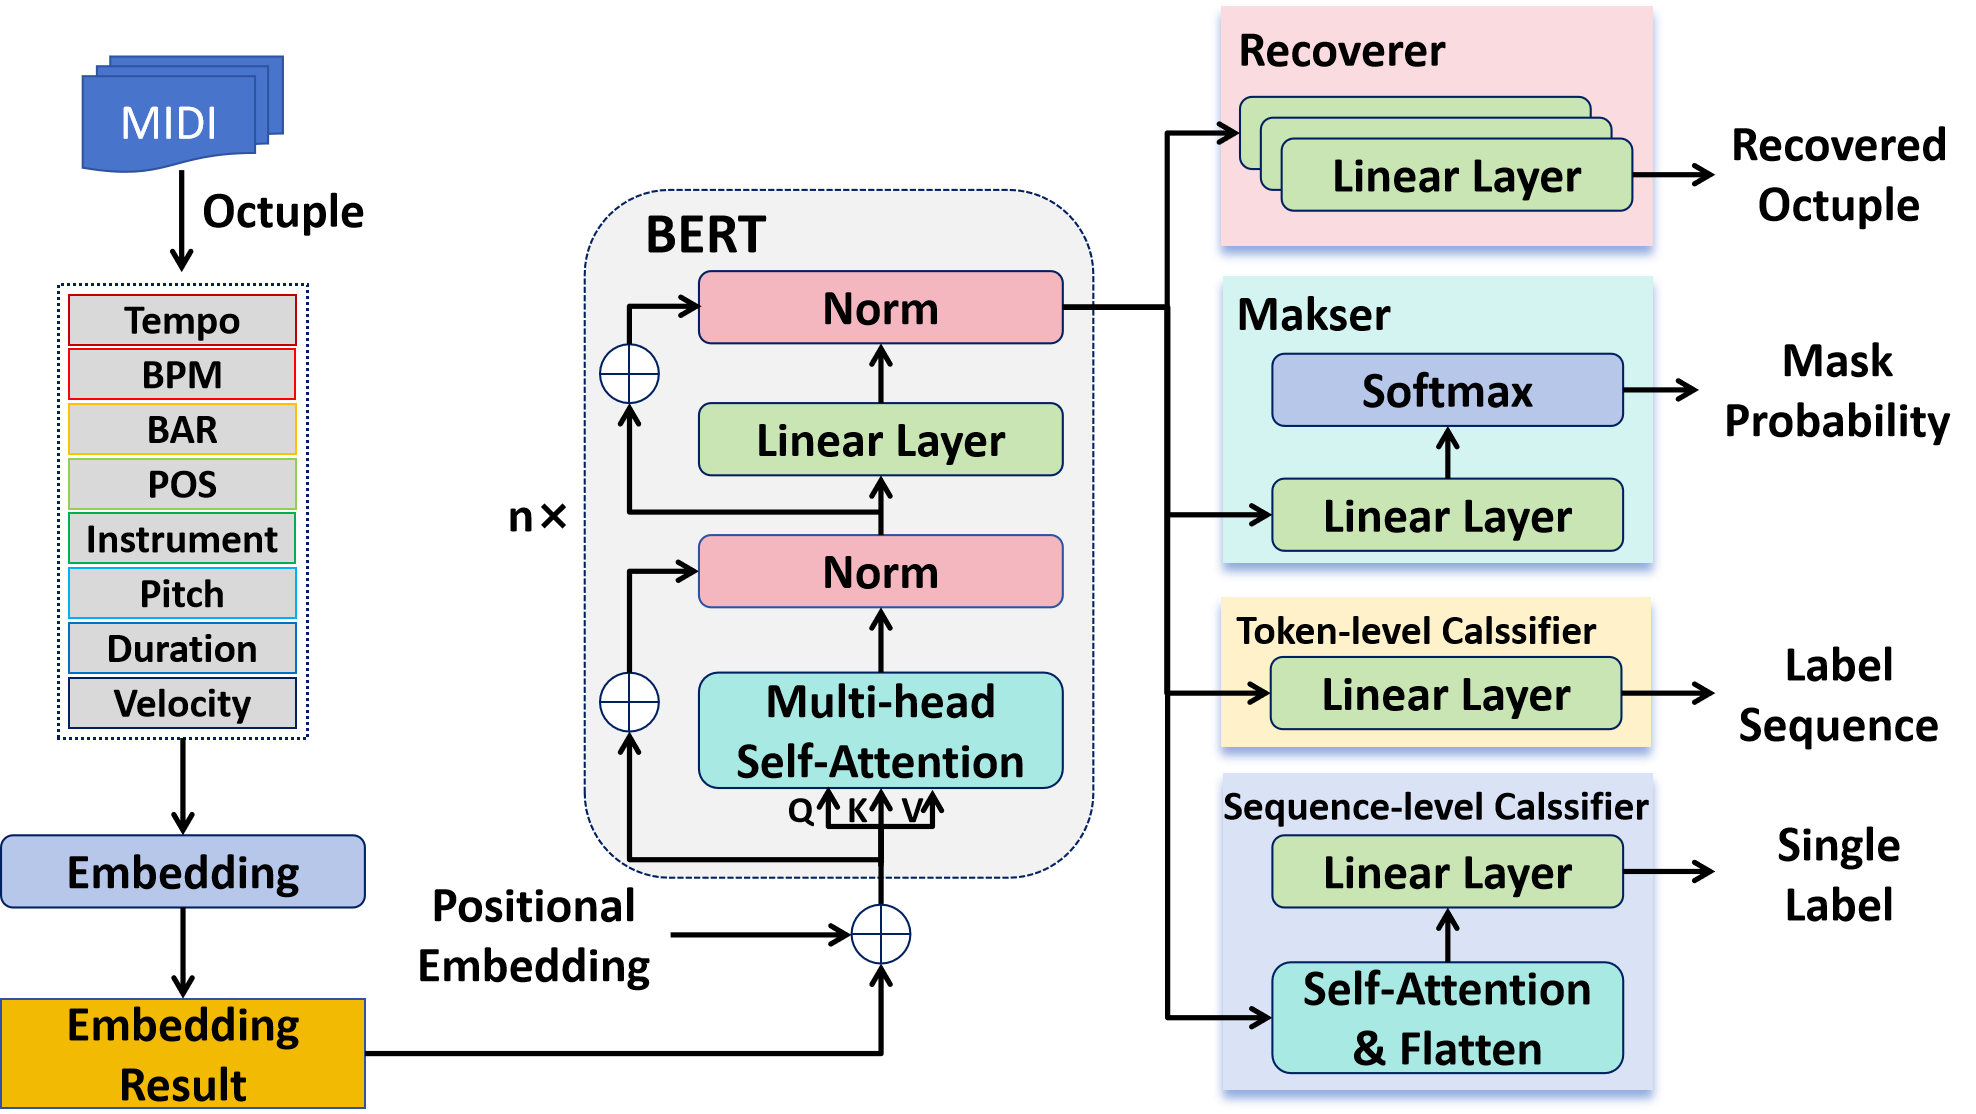 MIDI
Octuple
Tempo
BPM
BAR
POS
Instrument
Pitch
Duration
Velocity
Embedding
Embedding
Result
Positional
Embedding
n×
BERT
Norm
Linear Layer
Norm
Multi-head
Self-Attention
Q K V
Recoverer
Linear Layer
Recovered
Octuple
Makser
Softmax
Linear Layer
Mask
Probability
Token-level Calssifier
Linear Layer
Label
Sequence
Sequence-level Calssifier
Linear Layer
Self-Attention
& Flatten
Single
Label